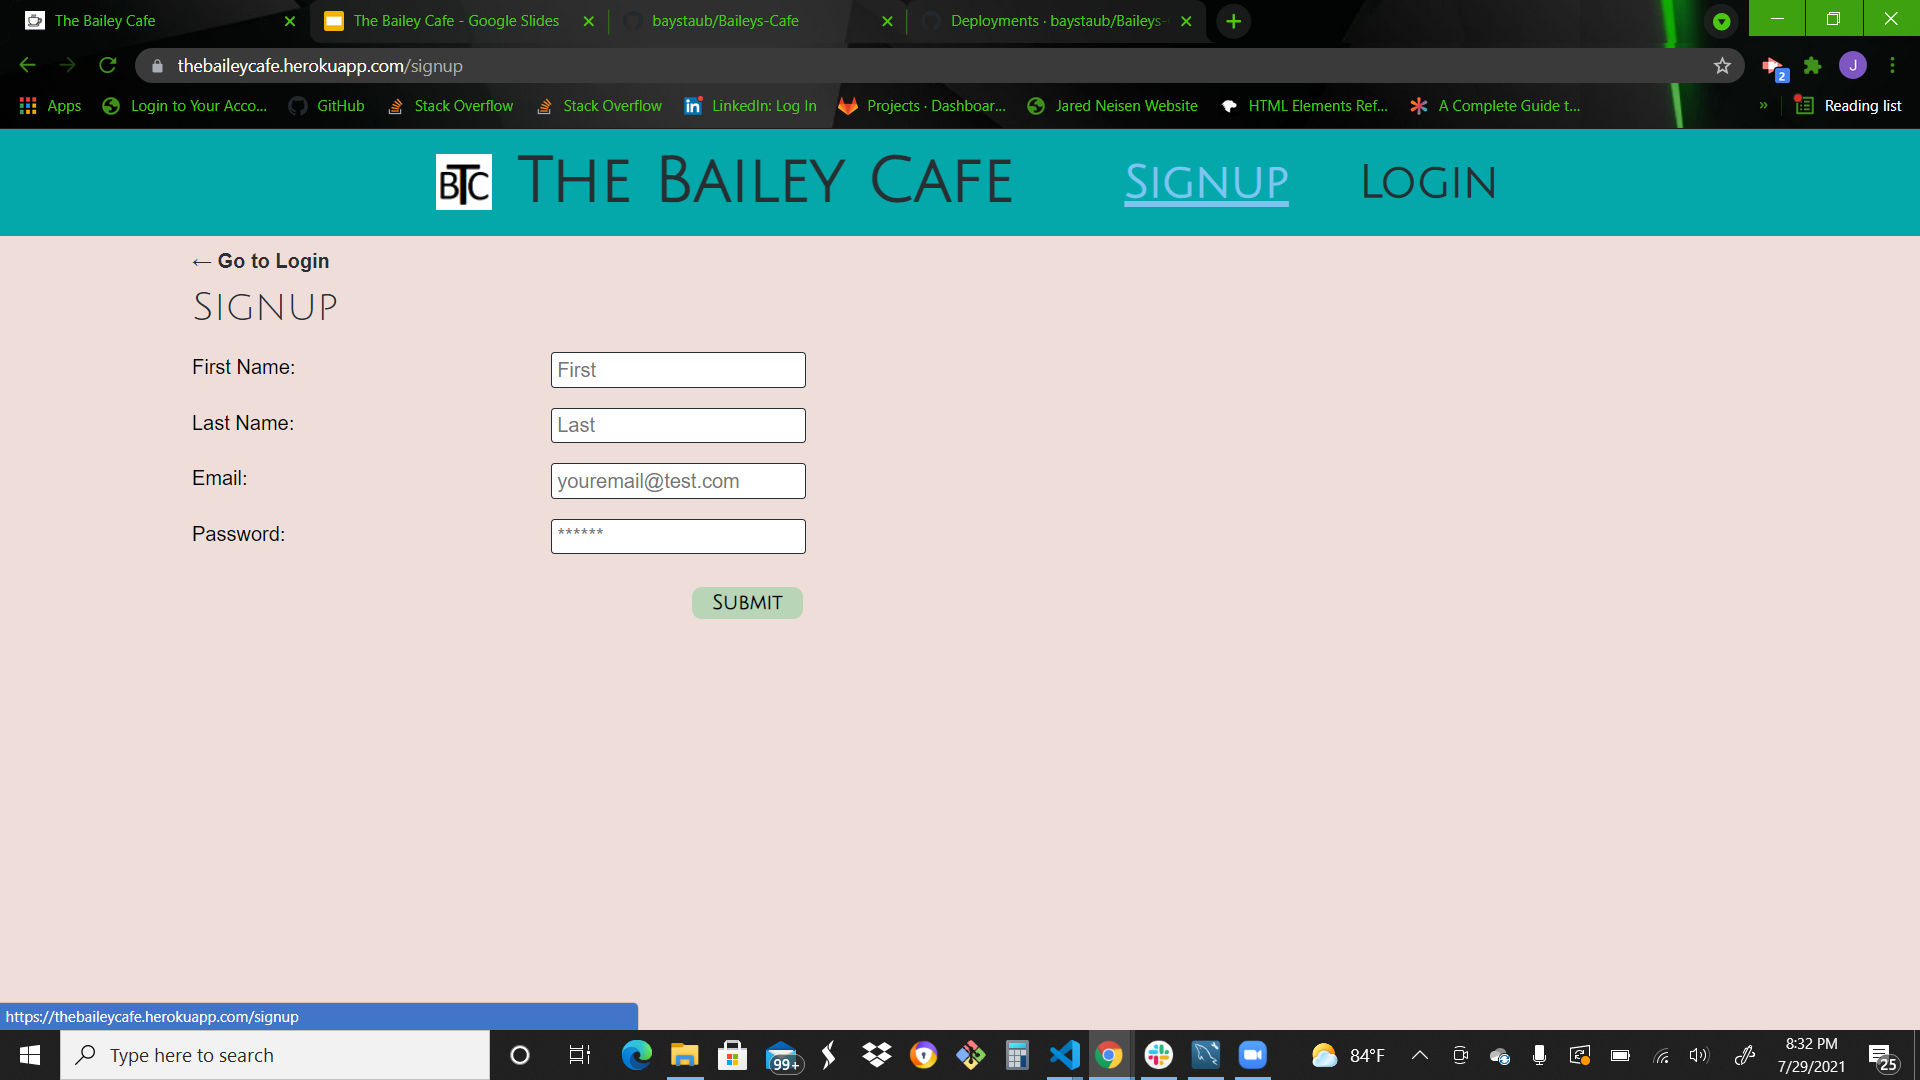 The Bailey Cafe
The Bailey Cafe - Google Slides
baystaub/Baileys-Cafe
Deployments · baystaub/Baileys-
thebaileycafe.herokuapp.com/signup
2
J
Apps
Login to Your Acco...
GitHub
Stack Overflow
Stack Overflow
LinkedIn: Log In
Projects · Dashboar...
Jared Neisen Website
HTML Elements Ref...
A Complete Guide t...
»
Reading list
BTC
The Bailey Cafe
Signup
Login
← Go to Login
Signup
First Name:
First
Last Name:
Last
Email:
youremail@test.com
Password:
******
Submit
https://thebaileycafe.herokuapp.com/signup
Type here to search
99+
84°F
8:32 PM
7/29/2021
25